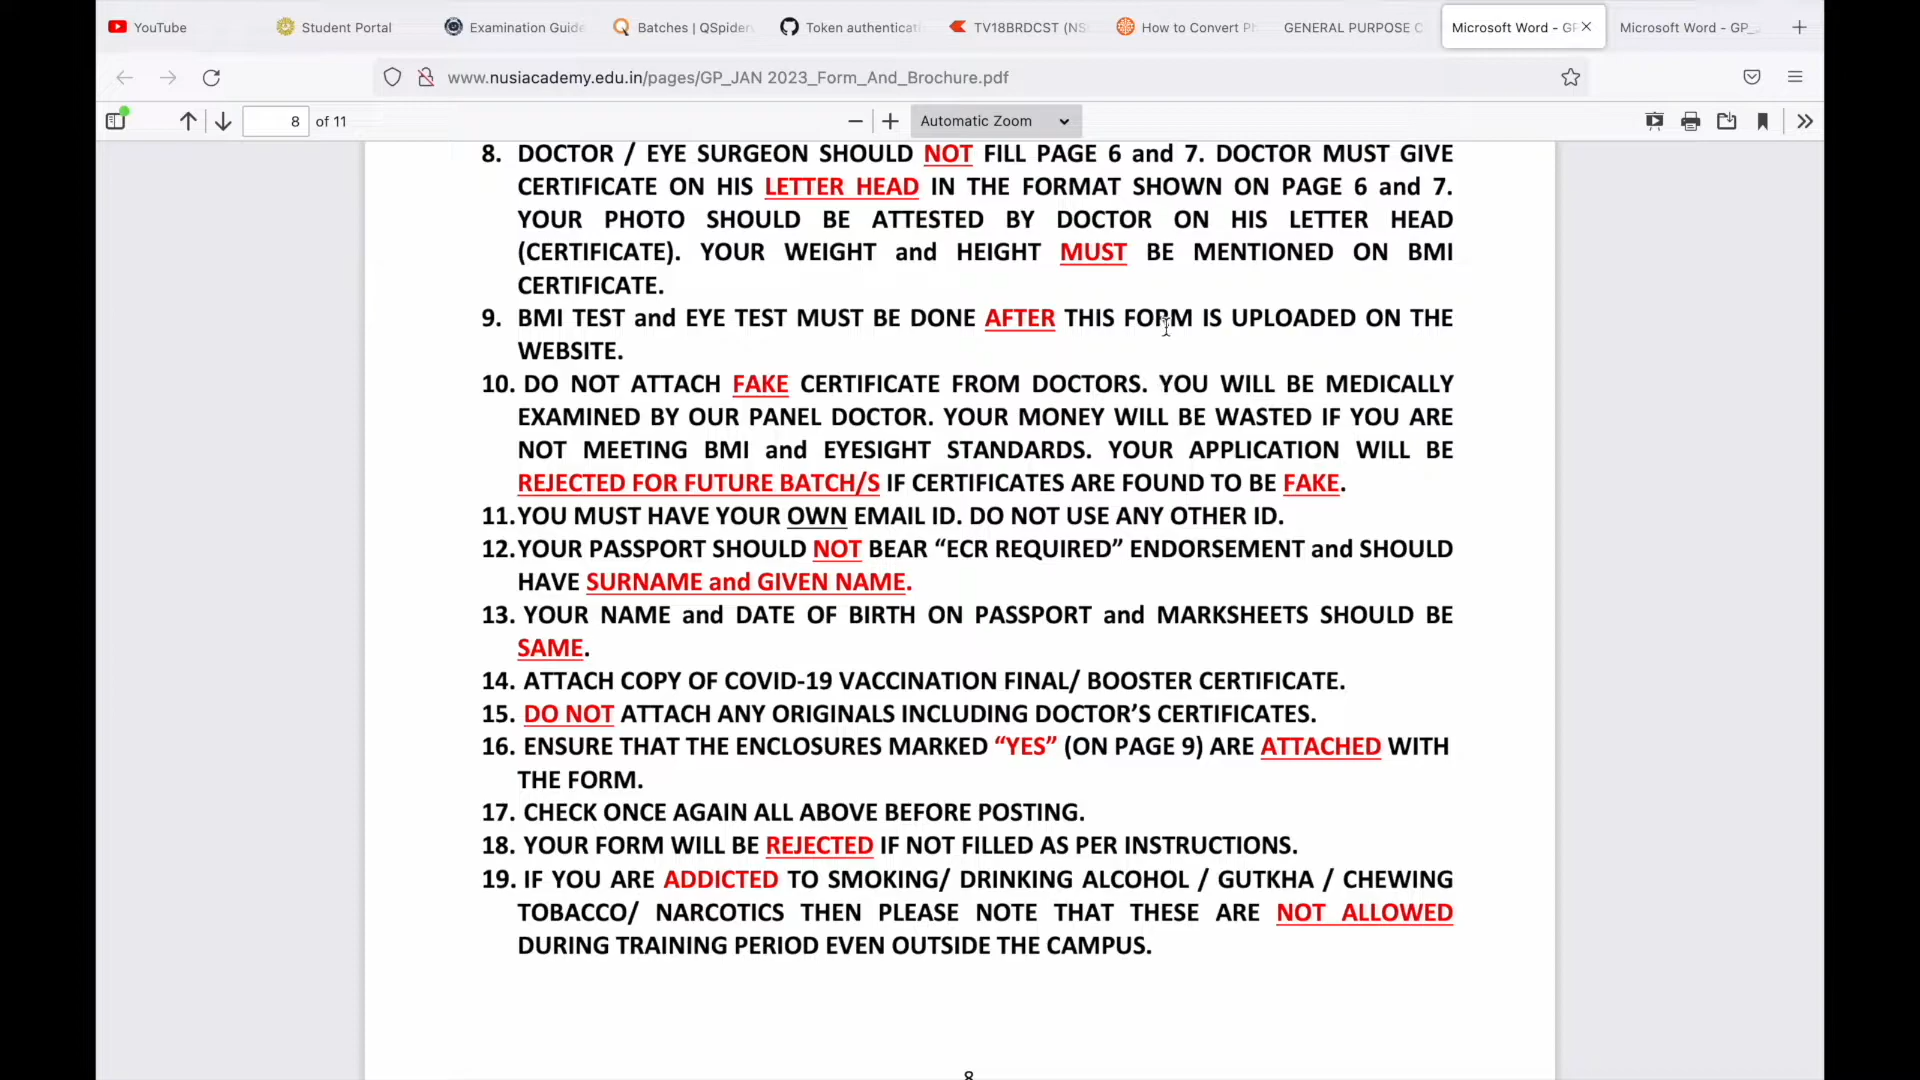 YouTube
Student Portal
Examination Guide
Batches | QSpider
Token authenticati
TV18BRDCST (NS
How to Convert P
GENERAL PURPOSE C
Microsoft Word - GP
Microsoft Word - GP_
www.nusiacademy.edu.in/pages/GP_JAN 2023_Form_And_Brochure.pdf
8 of 11
Automatic Zoom
8. DOCTOR / EYE SURGEON SHOULD NOT FILL PAGE 6 and 7. DOCTOR MUST GIVE
CERTIFICATE ON HIS LETTER HEAD IN THE FORMAT SHOWN ON PAGE 6 and 7.
YOUR PHOTO SHOULD BE ATTESTED BY DOCTOR ON HIS LETTER HEAD
(CERTIFICATE). YOUR WEIGHT and HEIGHT MUST BE MENTIONED ON BMI
CERTIFICATE.
9. BMI TEST and EYE TEST MUST BE DONE AFTER THIS FORM IS UPLOADED ON THE
WEBSITE.
10. DO NOT ATTACH FAKE CERTIFICATE FROM DOCTORS. YOU WILL BE MEDICALLY
EXAMINED BY OUR PANEL DOCTOR. YOUR MONEY WILL BE WASTED IF YOU ARE
NOT MEETING BMI and EYESIGHT STANDARDS. YOUR APPLICATION WILL BE
REJECTED FOR FUTURE BATCH/S IF CERTIFICATES ARE FOUND TO BE FAKE.
11.YOU MUST HAVE YOUR OWN EMAIL ID. DO NOT USE ANY OTHER ID.
12.YOUR PASSPORT SHOULD NOT BEAR “ECR REQUIRED” ENDORSEMENT and SHOULD
HAVE SURNAME and GIVEN NAME.
13. YOUR NAME and DATE OF BIRTH ON PASSPORT and MARKSHEETS SHOULD BE
SAME.
14. ATTACH COPY OF COVID-19 VACCINATION FINAL/ BOOSTER CERTIFICATE.
15. DO NOT ATTACH ANY ORIGINALS INCLUDING DOCTOR’S CERTIFICATES.
16. ENSURE THAT THE ENCLOSURES MARKED “YES” (ON PAGE 9) ARE ATTACHED WITH
THE FORM.
17. CHECK ONCE AGAIN ALL ABOVE BEFORE POSTING.
18. YOUR FORM WILL BE REJECTED IF NOT FILLED AS PER INSTRUCTIONS.
19. IF YOU ARE ADDICTED TO SMOKING/ DRINKING ALCOHOL / GUTKHA / CHEWING
TOBACCO/ NARCOTICS THEN PLEASE NOTE THAT THESE ARE NOT ALLOWED
DURING TRAINING PERIOD EVEN OUTSIDE THE CAMPUS.
8